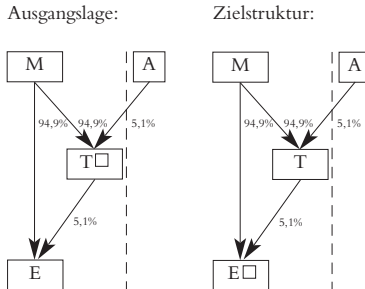 Ausgangslage: Zielstruktur:
M A M A
94,9% 94,9% 5,1% 94,9% 94,9% 5,1%
T T
5,1% 5,1%
E E